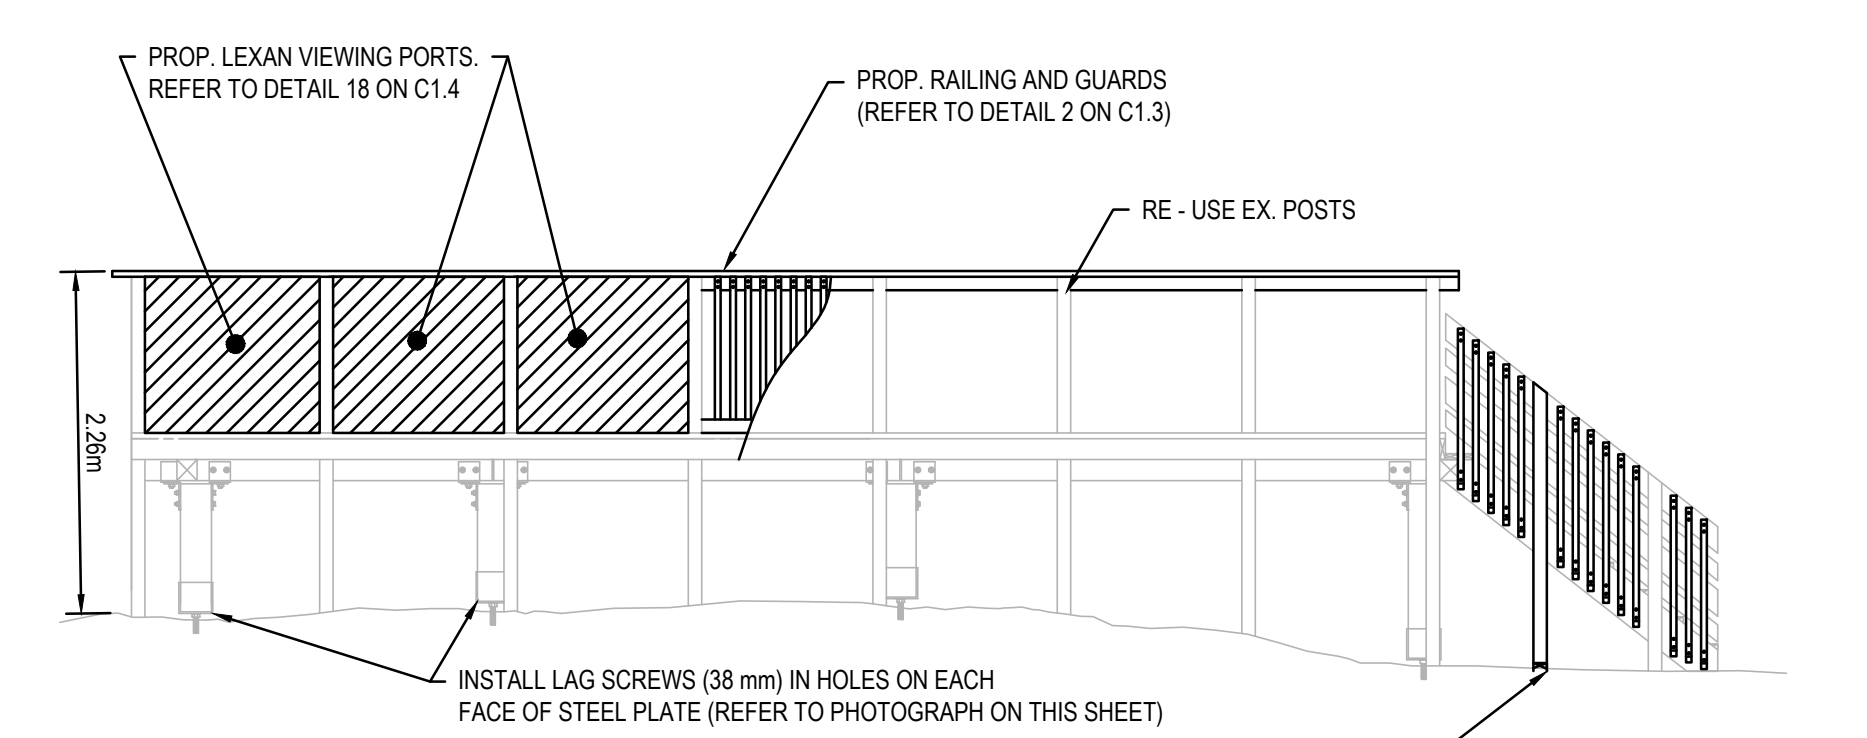 PROP. LEXAN VIEWING PORTS.
REFER TO DETAIL 18 ON C1.4
PROP. RAILING AND GUARDS
(REFER TO DETAIL 2 ON C1.3)
RE - USE EX. POSTS
2.26m
INSTALL LAG SCREWS (38 mm) IN HOLES ON EACH
FACE OF STEEL PLATE (REFER TO PHOTOGRAPH ON THIS SHEET)